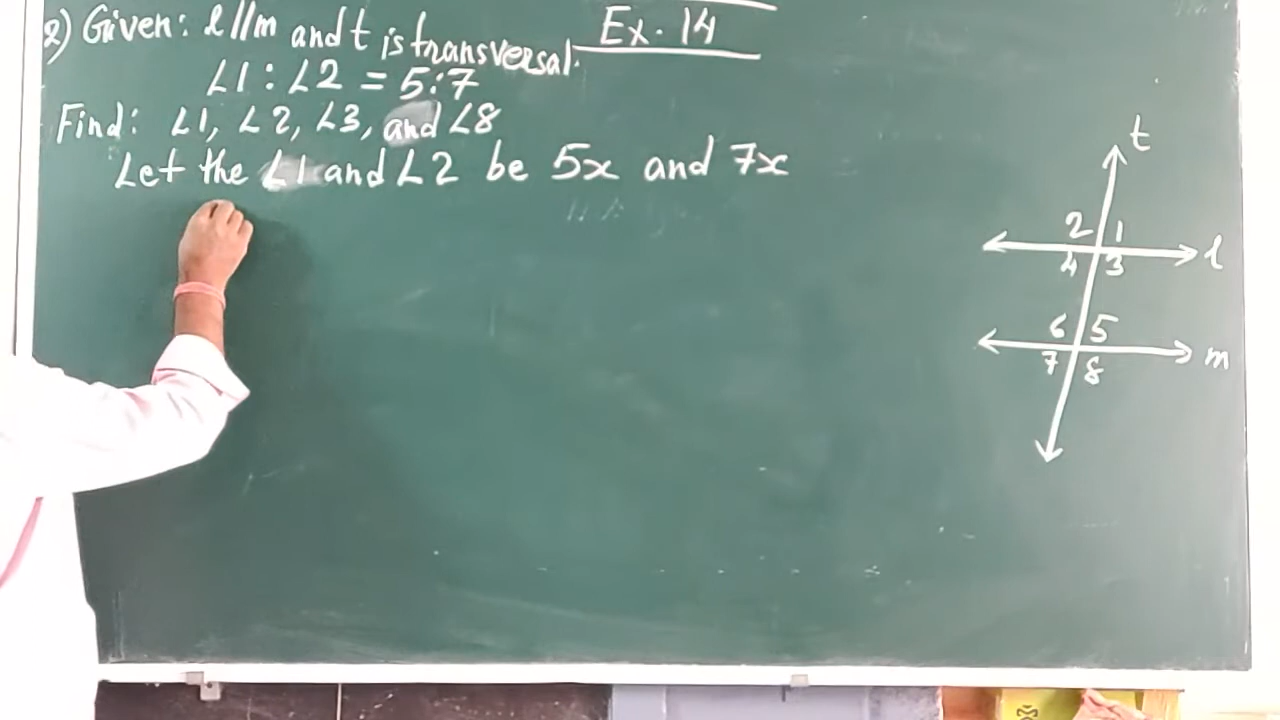 Ex. 14
2) Given: l//m and t is transversal.
∠1 : ∠2 = 5:7
Find: ∠1, ∠2, ∠3, and ∠8
Let the ∠1 and ∠2 be 5x and 7x
t
2 1
l
4 3
6 5
m
7 8